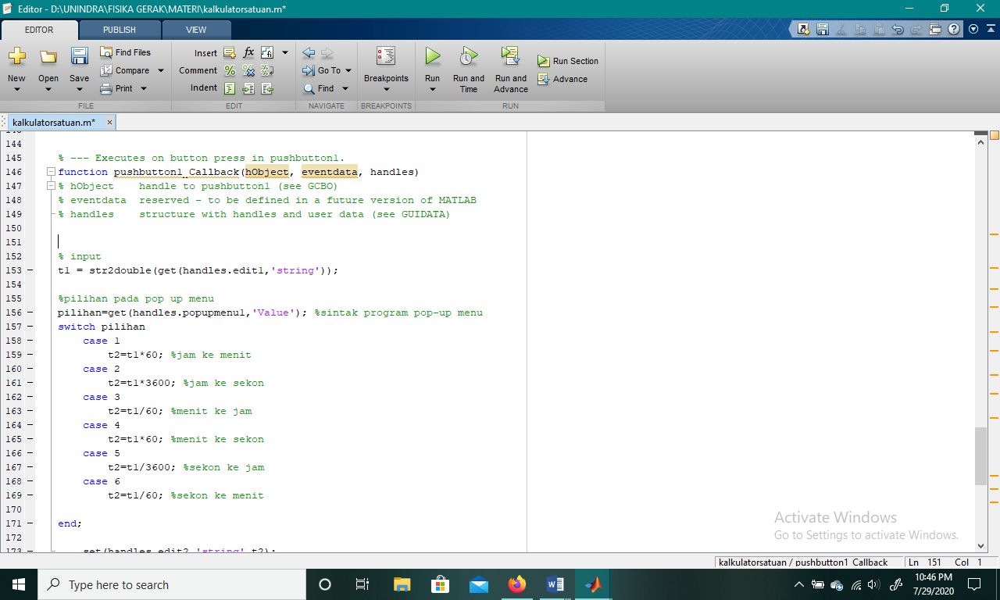 Editor - D:\UNINDRA\FISIKA GERAK\MATERI\kalkulatorsatuan.m*
EDITOR PUBLISH VIEW
New Open Save Find Files Compare Print
FILE
Insert fx
Comment
Indent
EDIT
Go To
Find
NAVIGATE
Breakpoints
BREAKPOINTS
Run Run and Time Run and Advance Run Section Advance
RUN
kalkulatorsatuan.m* ×
144
145 % --- Executes on button press in pushbutton1.
146 function pushbutton1_Callback(hObject, eventdata, handles)
147 % hObject    handle to pushbutton1 (see GCBO)
148 % eventdata  reserved - to be defined in a future version of MATLAB
149 % handles    structure with handles and user data (see GUIDATA)
150
151
152 % input
153 t1 = str2double(get(handles.edit1,'string'));
154
155 %pilihan pada pop up menu
156 pilihan=get(handles.popupmenu1,'Value'); %sintak program pop-up menu
157 switch pilihan
158     case 1
159         t2=t1*60; %jam ke menit
160     case 2
161         t2=t1*3600; %jam ke sekon
162     case 3
163         t2=t1/60; %menit ke jam
164     case 4
165         t2=t1*60; %menit ke sekon
166     case 5
167         t2=t1/3600; %sekon ke jam
168     case 6
169         t2=t1/60; %sekon ke menit
170
171 end;
172
173     set(handles.edit2,'string',t2);
Activate Windows
Go to Settings to activate Windows.
kalkulatorsatuan / pushbutton1_Callback Ln 151 Col 1
Type here to search
10:46 PM
7/29/2020